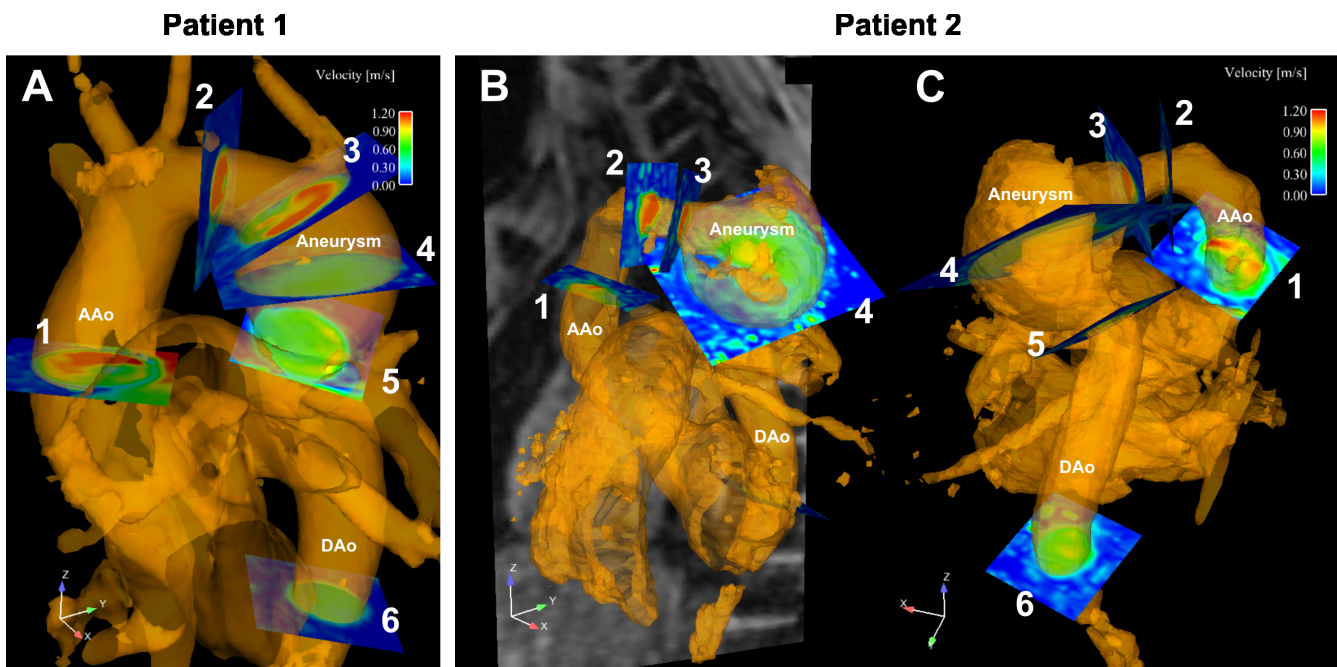 Patient 1
Patient 2
A
Velocity [m/s]
1.20
0.90
0.60
0.30
0.00
2
3
Aneurysm
4
AAo
1
5
DAo
6
Z
Y
X
B
2
3
Aneurysm
1
AAo
4
DAo
Z
Y
X
C
Velocity [m/s]
1.20
0.90
0.60
0.30
0.00
3
2
Aneurysm
AAo
4
1
5
DAo
6
X
Z